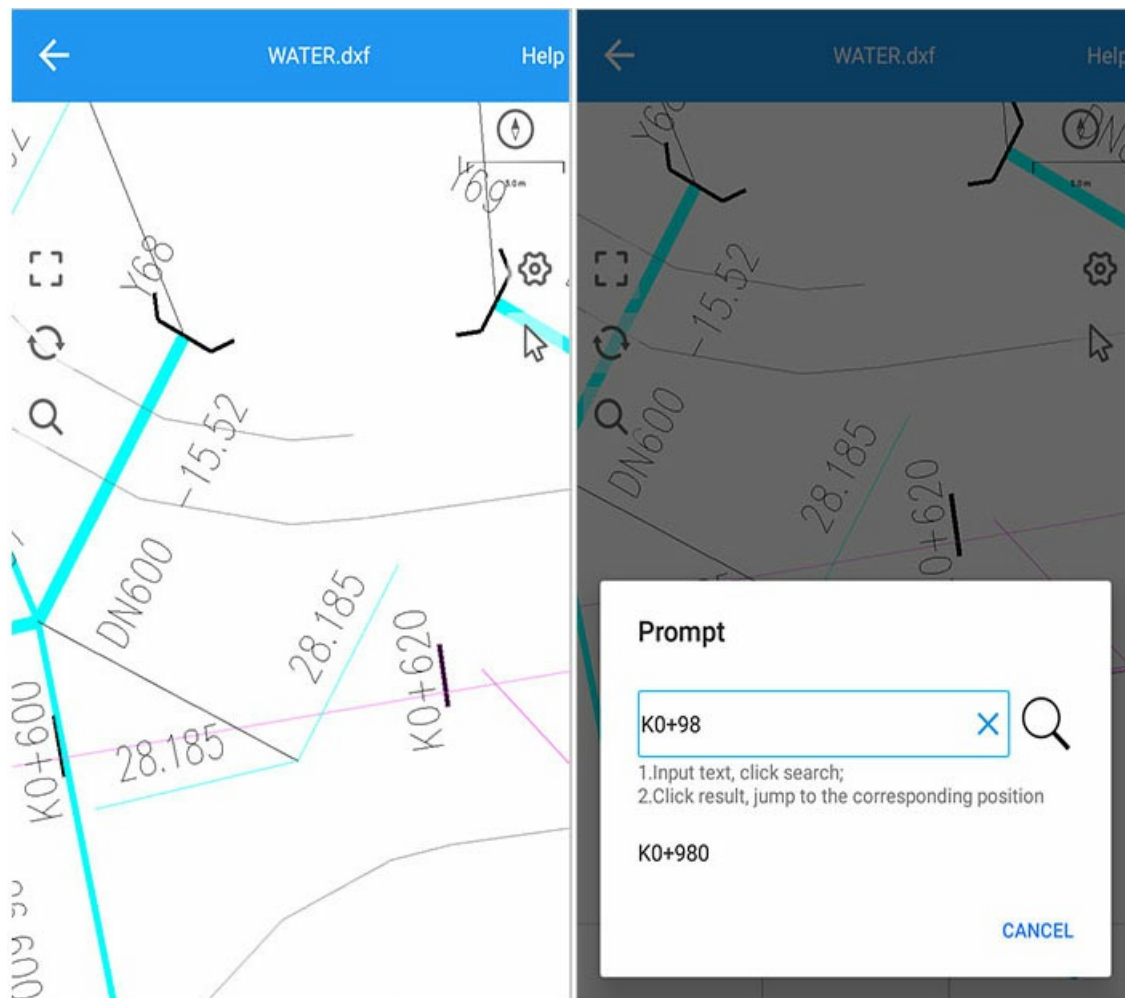 WATER.dxf
Help
Y69
5.0 m
Y68
-15.52
DN600
28.185
K0+620
K0+600
28.185
WATER.dxf
Help
-15.52
DN600
28.185
0+620
Prompt
K0+98
1.Input text, click search;
2.Click result, jump to the corresponding position
K0+980
CANCEL